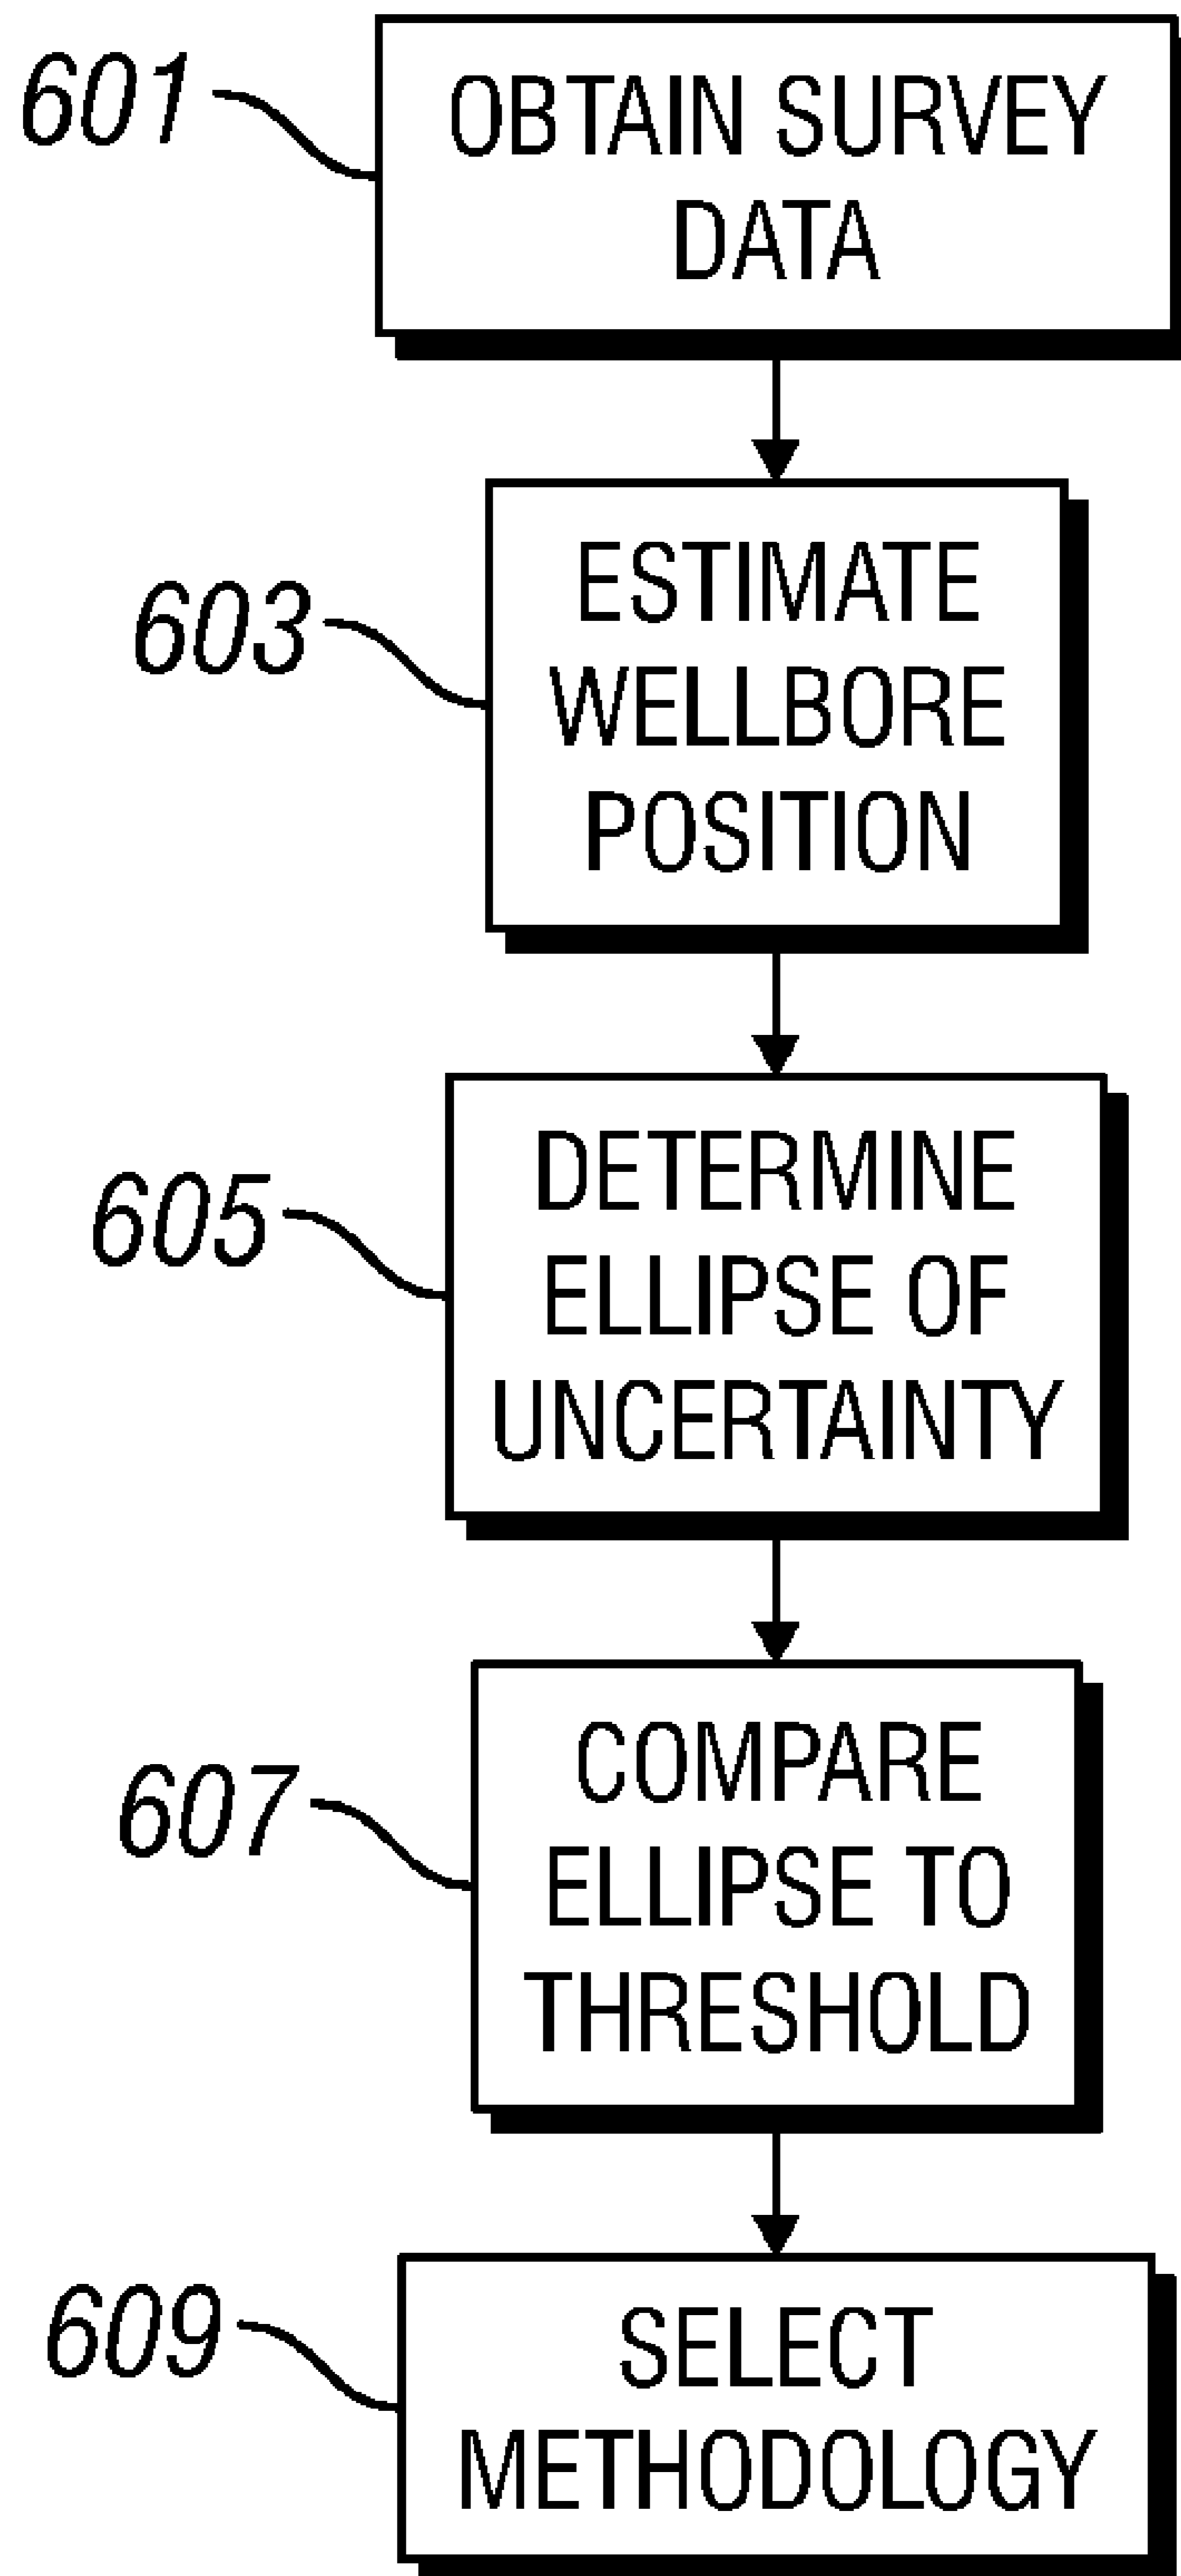 601
OBTAIN SURVEY
DATA
603
ESTIMATE
WELLBORE
POSITION
605
DETERMINE
ELLIPSE OF
UNCERTAINTY
607
COMPARE
ELLIPSE TO
THRESHOLD
609
SELECT
METHODOLOGY